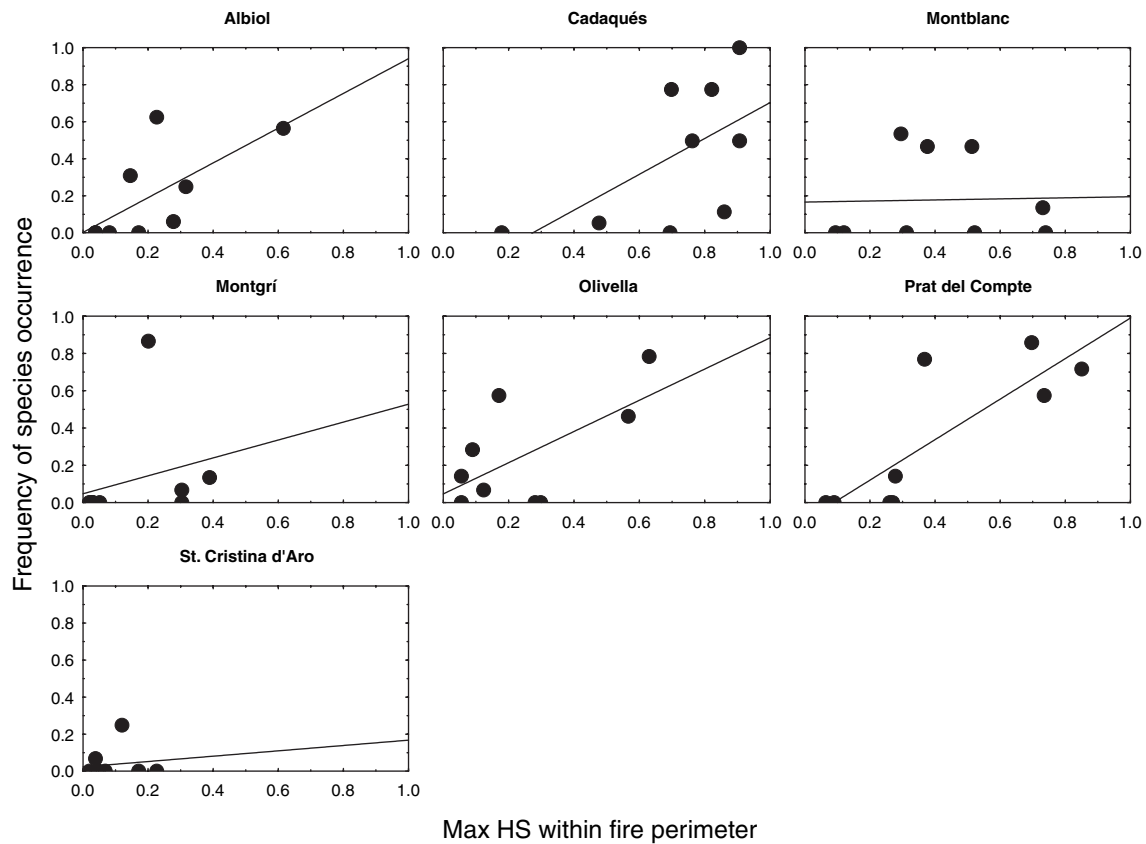 Albiol Cadaqués Montblanc
1.0
0.8
0.6
0.4
0.2
0.0
0.0 0.2 0.4 0.6 0.8 1.0 0.0 0.2 0.4 0.6 0.8 1.0 0.0 0.2 0.4 0.6 0.8 1.0
Montgrí Olivella Prat del Compte
1.0
0.8
0.6
0.4
0.2
0.0
0.0 0.2 0.4 0.6 0.8 1.0 0.0 0.2 0.4 0.6 0.8 1.0 0.0 0.2 0.4 0.6 0.8 1.0
St. Cristina d'Aro
1.0
0.8
0.6
0.4
0.2
0.0
0.0 0.2 0.4 0.6 0.8 1.0
Frequency of species occurrence
Max HS within fire perimeter